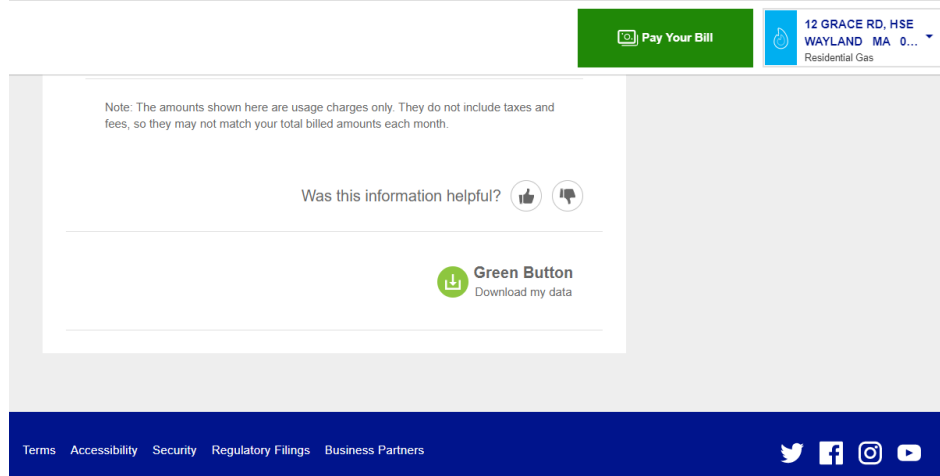 Pay Your Bill
12 GRACE RD, HSE
WAYLAND MA 0...
Residential Gas
Note: The amounts shown here are usage charges only. They do not include taxes and
fees, so they may not match your total billed amounts each month.
Was this information helpful?
Green Button
Download my data
Terms Accessibility Security Regulatory Filings Business Partners